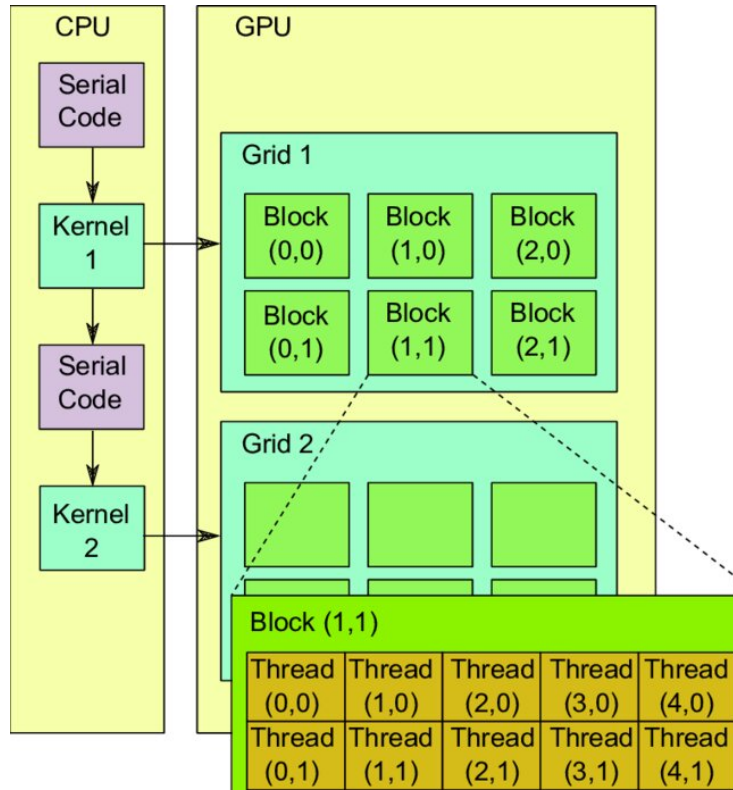 CPU
GPU
Serial
Code
Kernel
1
Serial
Code
Kernel
2
Grid 1
Block Block Block
(0,0) (1,0) (2,0)
Block Block Block
(0,1) (1,1) (2,1)
Grid 2
Block (1,1)
Thread Thread Thread Thread Thread
(0,0) (1,0) (2,0) (3,0) (4,0)
Thread Thread Thread Thread Thread
(0,1) (1,1) (2,1) (3,1) (4,1)